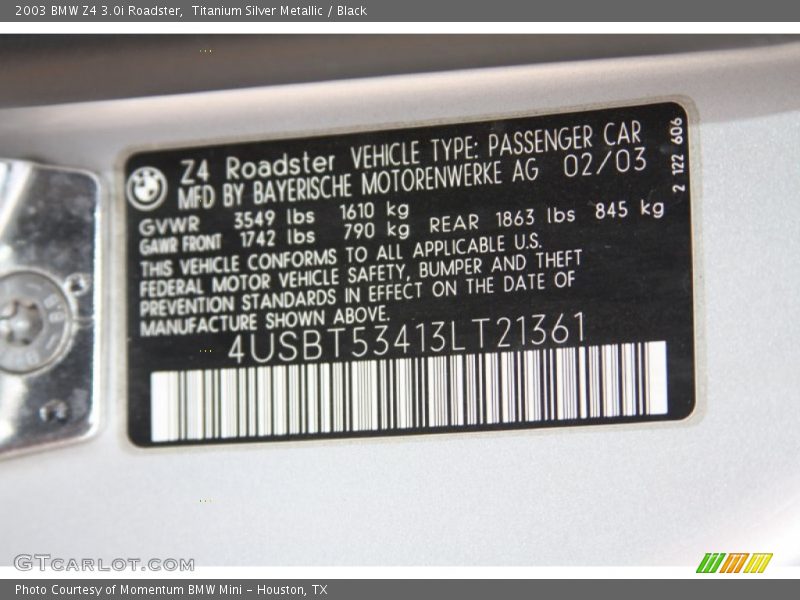 2003 BMW Z4 3.0i Roadster,  Titanium Silver Metallic / Black
Z4 Roadster VEHICLE TYPE: PASSENGER CAR
MFD BY BAYERISCHE MOTORENWERKE AG 02/03
2 122 606
GVWR 3549 lbs 1610 kg
GAWR FRONT 1742 lbs 790 kg REAR 1863 lbs 845 kg
THIS VEHICLE CONFORMS TO ALL APPLICABLE U.S.
FEDERAL MOTOR VEHICLE SAFETY, BUMPER AND THEFT
PREVENTION STANDARDS IN EFFECT ON THE DATE OF
MANUFACTURE SHOWN ABOVE.
4USBT53413LT21361
GTCARLOT.COM
Photo Courtesy of Momentum BMW Mini – Houston, TX